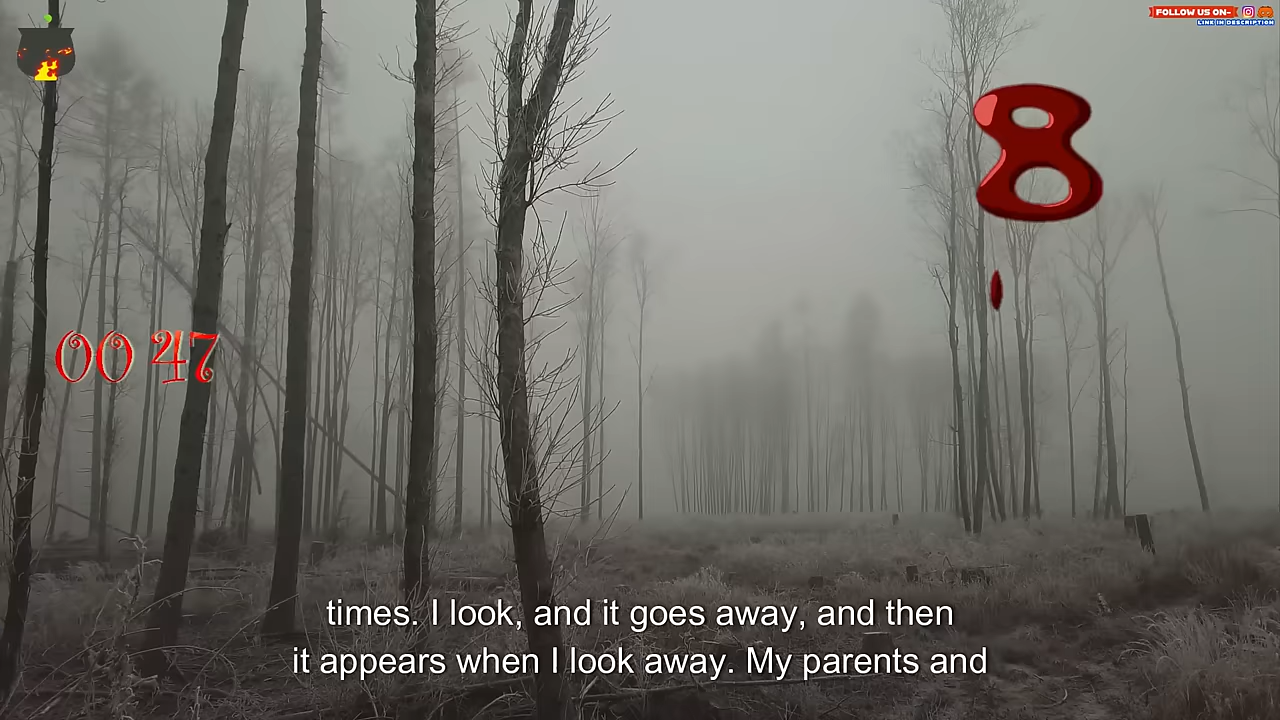 FOLLOW US ON-
LINK IN DESCRIPTION
8
00 47
times. I look, and it goes away, and then
it appears when I look away. My parents and